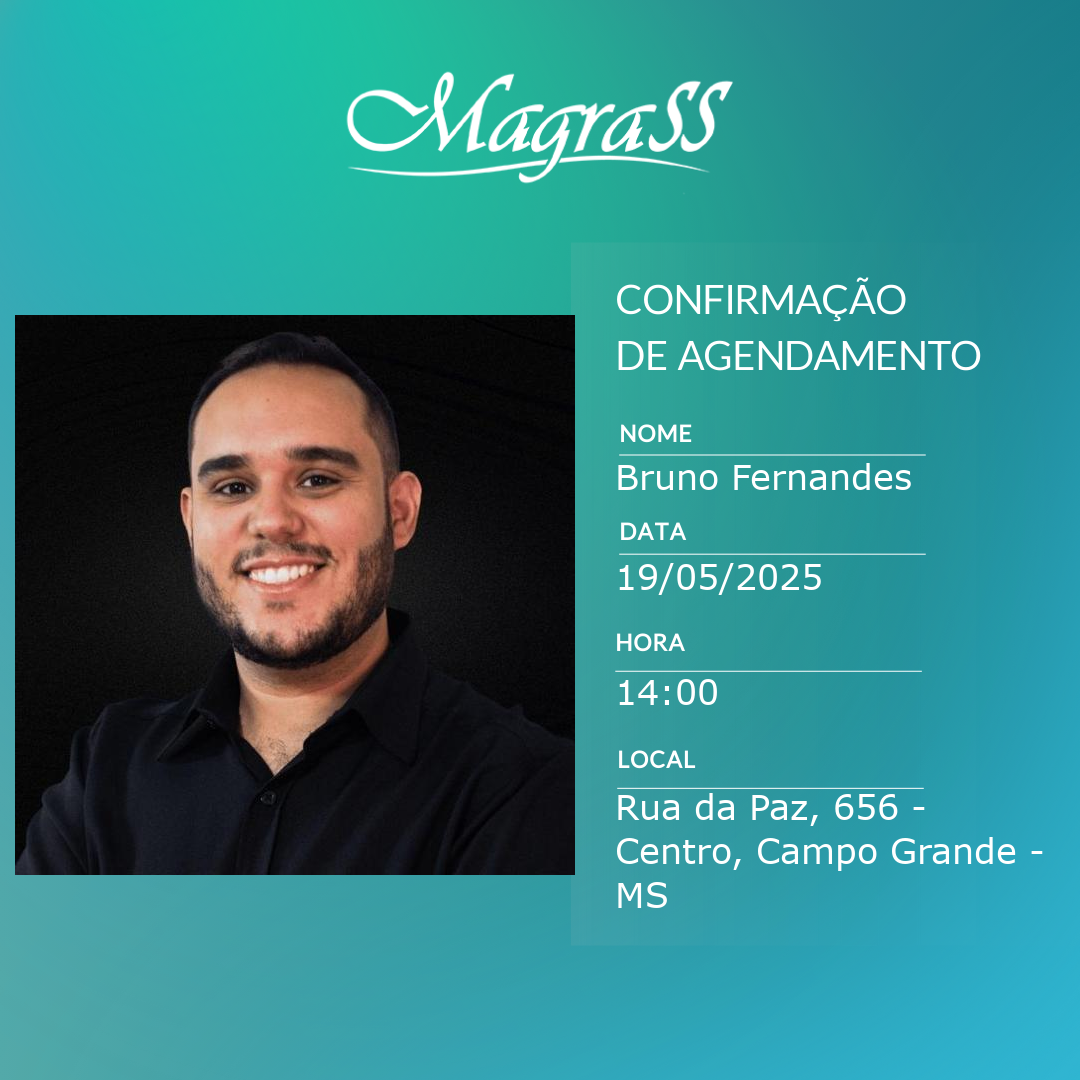 MagraSS
CONFIRMAÇÃO
DE AGENDAMENTO
NOME
Bruno Fernandes
DATA
19/05/2025
HORA
14:00
LOCAL
Rua da Paz, 656 -
Centro, Campo Grande -
MS